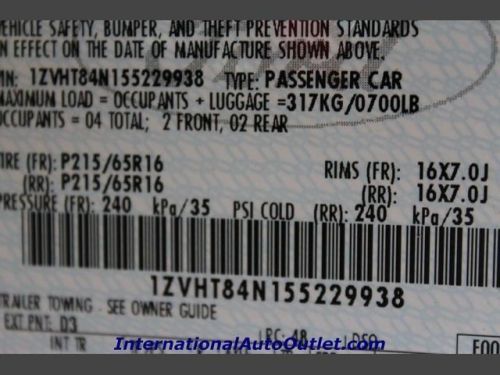 VEHICLE SAFETY, BUMPER, AND THEFT PREVENTION STANDARDS
IN EFFECT ON THE DATE OF MANUFACTURE SHOWN ABOVE.
VIN: 1ZVHT84N155229938 TYPE: PASSENGER CAR
MAXIMUM LOAD = OCCUPANTS + LUGGAGE =317KG/0700LB
OCCUPANTS = 04 TOTAL; 2 FRONT, 02 REAR
TIRE (FR): P215/65R16 RIMS (FR): 16X7.0J
(RR): P215/65R16 (RR): 16X7.0J
PRESSURE (FR): 240 kPa/35 PSI COLD (RR): 240 kPa/35
1ZVHT84N155229938
TRAILER TOWING - SEE OWNER GUIDE
EXT PNT: D3
INT TR
InternationalAutoOutlet.com